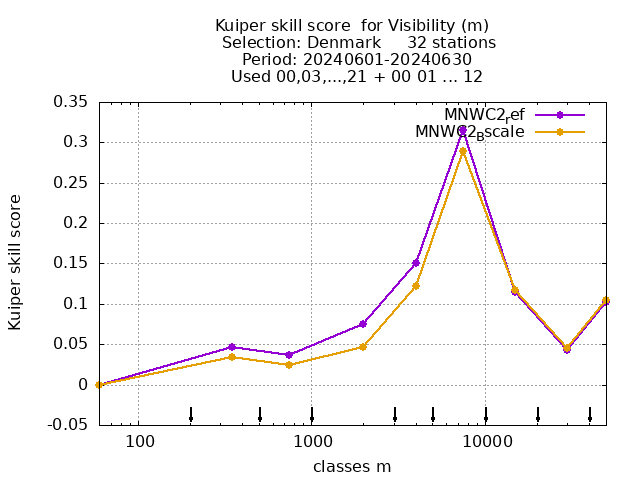 Kuiper skill score  for Visibility (m)
Selection: Denmark     32 stations
Period: 20240601-20240630
Used 00,03,...,21 + 00 01 ... 12
0.35
0.3
0.25
0.2
0.15
0.1
0.05
0
-0.05
Kuiper skill score
MNWC2ref
MNWC2Bscale
100
1000
10000
classes m